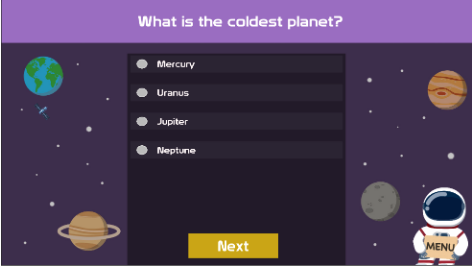 What is the coldest planet?
Mercury
Uranus
Jupiter
Neptune
Next
MENU